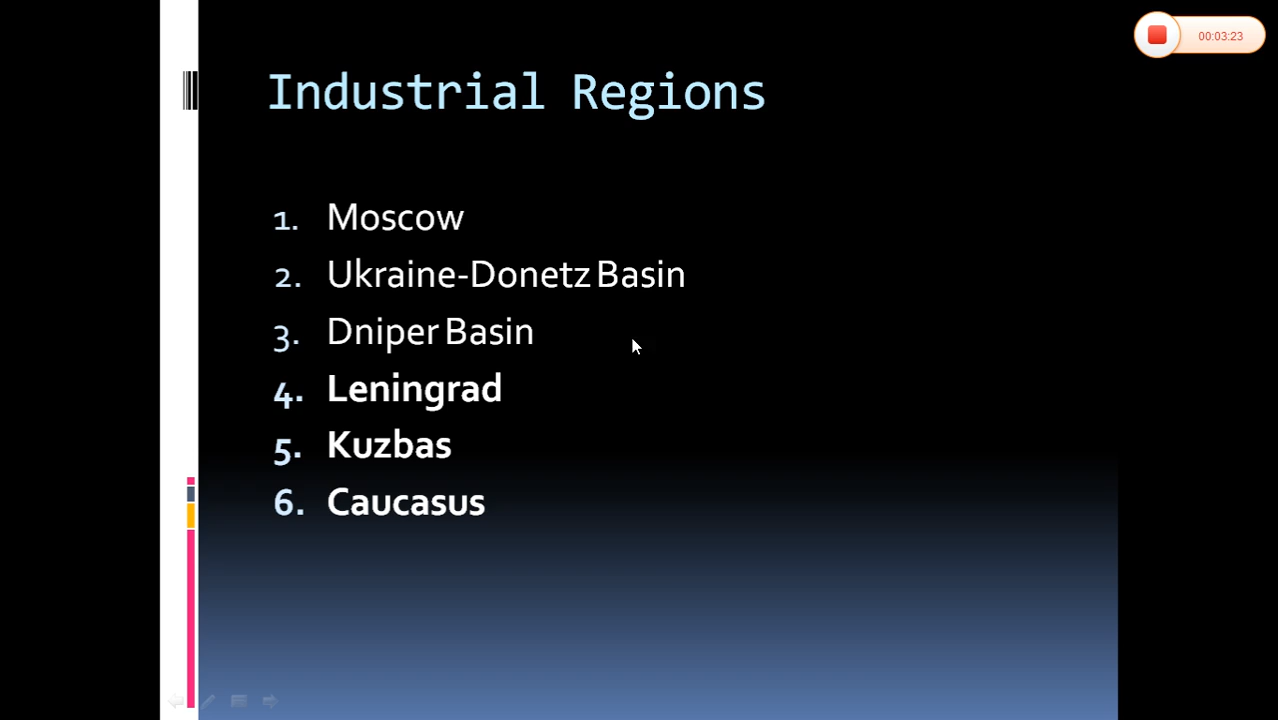 00:03:23
Industrial Regions
1. Moscow
2. Ukraine-Donetz Basin
3. Dniper Basin
4. Leningrad
5. Kuzbas
6. Caucasus